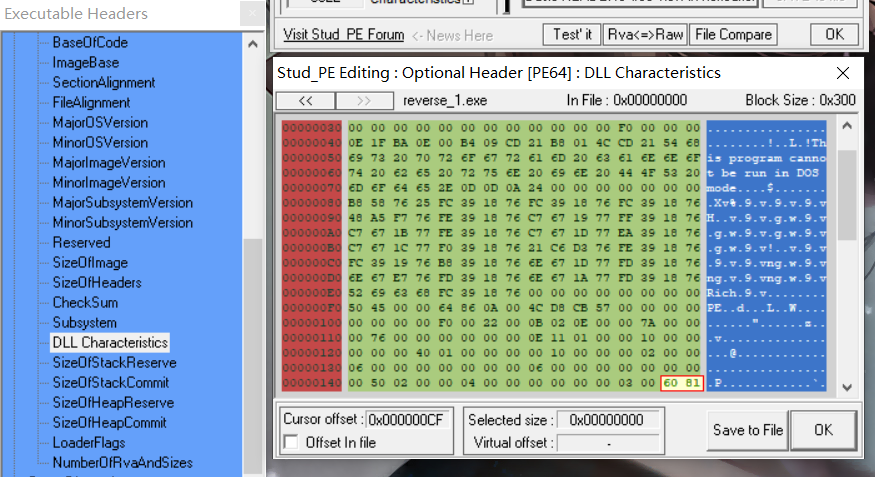 Executable Headers
BaseOfCode
ImageBase
SectionAlignment
FileAlignment
MajorOSVersion
MinorOSVersion
MajorImageVersion
MinorImageVersion
MajorSubsystemVersion
MinorSubsystemVersion
Reserved
SizeOfImage
SizeOfHeaders
CheckSum
Subsystem
DLL Characteristics
SizeOfStackReserve
SizeOfStackCommit
SizeOfHeapReserve
SizeOfHeapCommit
LoaderFlags
NumberOfRvaAndSizes
Visit Stud_PE Forum <- News Here Test' it Rva<=>Raw File Compare OK
Stud_PE Editing : Optional Header [PE64] : DLL Characteristics
<< >> reverse_1.exe In File : 0x00000000 Block Size : 0x300
00000030 00 00 00 00 00 00 00 00 00 00 00 00 F0 00 00 00 ................
00000040 0E 1F BA 0E 00 B4 09 CD 21 B8 01 4C CD 21 54 68 ........!..L.!Th
00000050 69 73 20 70 72 6F 67 72 61 6D 20 63 61 6E 6E 6F is program canno
00000060 74 20 62 65 20 72 75 6E 20 69 6E 20 44 4F 53 20 t be run in DOS
00000070 6D 6F 64 65 2E 0D 0D 0A 24 00 00 00 00 00 00 00 mode....$.......
00000080 B8 58 76 25 FC 39 18 76 FC 39 18 76 FC 39 18 76 .Xv%.9.v.9.v.9.v
00000090 48 A5 F7 76 FE 39 18 76 C7 67 19 77 FF 39 18 76 H..v.9.v.g.w.9.v
000000A0 C7 67 1B 77 FE 39 18 76 C7 67 1D 77 EA 39 18 76 .g.w.9.v.g.w.9.v
000000B0 C7 67 1C 77 F0 39 18 76 21 C6 D3 76 FE 39 18 76 .g.w.9.v!..v.9.v
000000C0 FC 39 19 76 B8 39 18 76 6E 67 1D 77 FD 39 18 76 .9.v.9.vng.w.9.v
000000D0 6E 67 E7 76 FD 39 18 76 6E 67 1A 77 FD 39 18 76 ng.v.9.vng.w.9.v
000000E0 52 69 63 68 FC 39 18 76 00 00 00 00 00 00 00 00 Rich.9.v........
000000F0 50 45 00 00 64 86 0A 00 4C D8 CB 57 00 00 00 00 PE..d...L..W....
00000100 00 00 00 00 F0 00 22 00 0B 02 0E 00 00 7A 00 00 ......".......z..
00000110 00 76 00 00 00 00 00 00 0E 11 01 00 00 10 00 00 .v..............
00000120 00 00 00 40 01 00 00 00 00 10 00 00 00 02 00 00 ...@............
00000130 06 00 00 00 00 00 00 00 06 00 00 00 00 00 00 00 ................
00000140 00 50 02 00 00 04 00 00 00 00 00 00 03 00 60 81 .P............`.
Cursor offset : 0x000000CF Selected size : 0x00000000
Offset In file Virtual offset : - Save to File OK